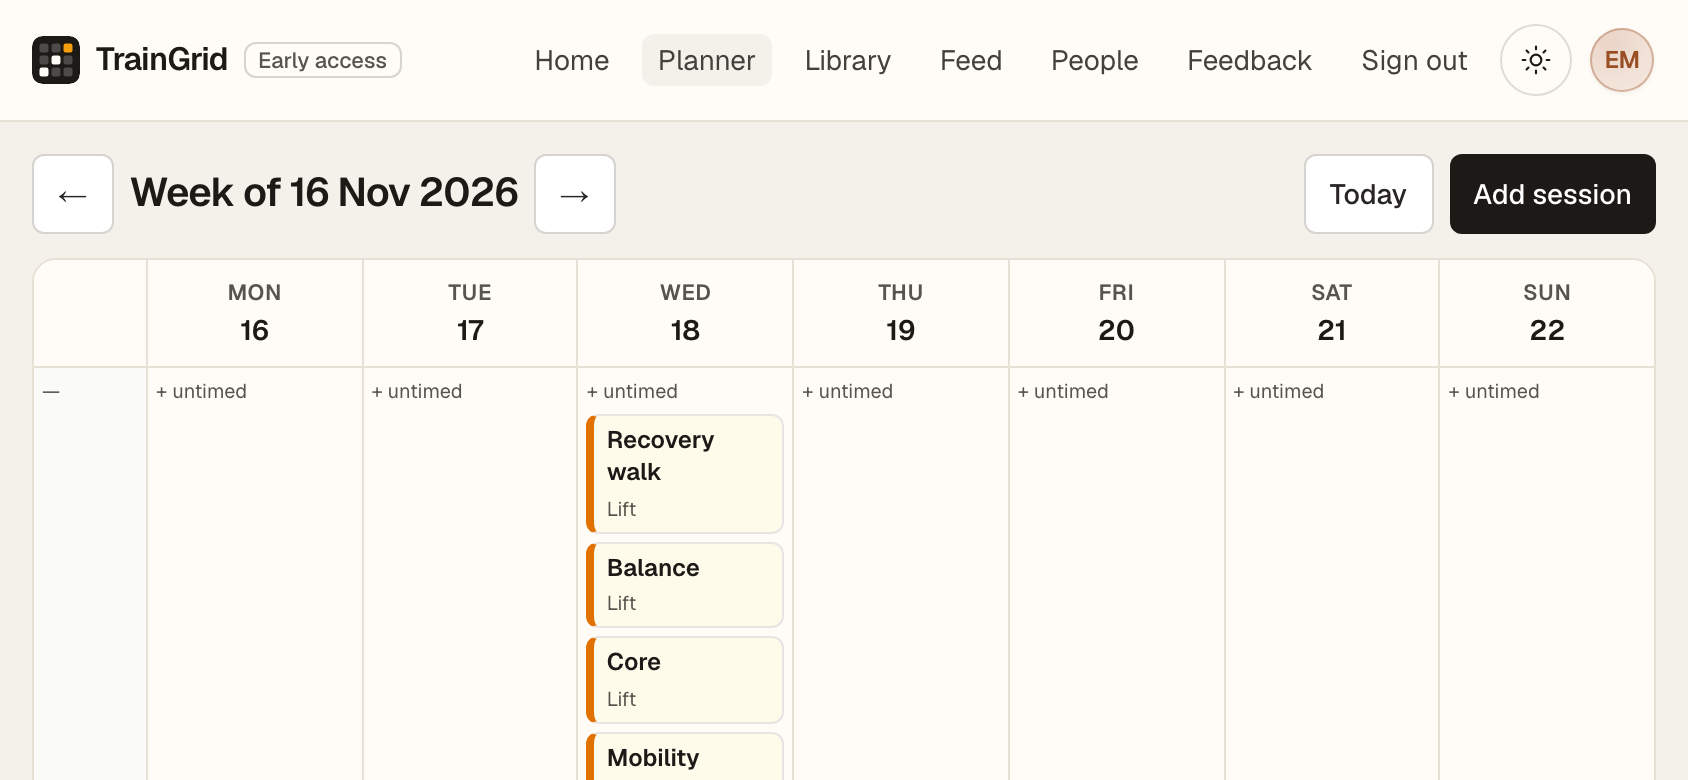 TrainGrid
Early access
Home
Planner
Library
Feed
People
Feedback
Sign out
EM
←
Week of 16 Nov 2026
→
Today
Add session
MON
16
TUE
17
WED
18
THU
19
FRI
20
SAT
21
SUN
22
—
+ untimed
+ untimed
+ untimed
+ untimed
+ untimed
+ untimed
+ untimed
Recovery
walk
Lift
Balance
Lift
Core
Lift
Mobility